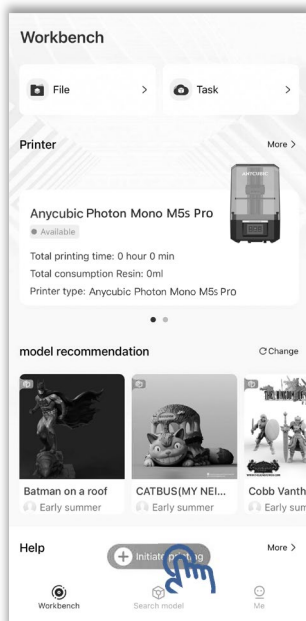 Workbench
File >
Task >
Printer
More >
ANYCUBIC
Anycubic Photon Mono M5s Pro
Available
Total printing time: 0 hour 0 min
Total consumption Resin: 0ml
Printer type: Anycubic Photon Mono M5s Pro
model recommendation
Change
Batman on a roof
CATBUS(MY NEI...
Cobb Vanth
Early summer
Early summer
Early sum
Help
Initiate printing
More >
Workbench
Search model
Me